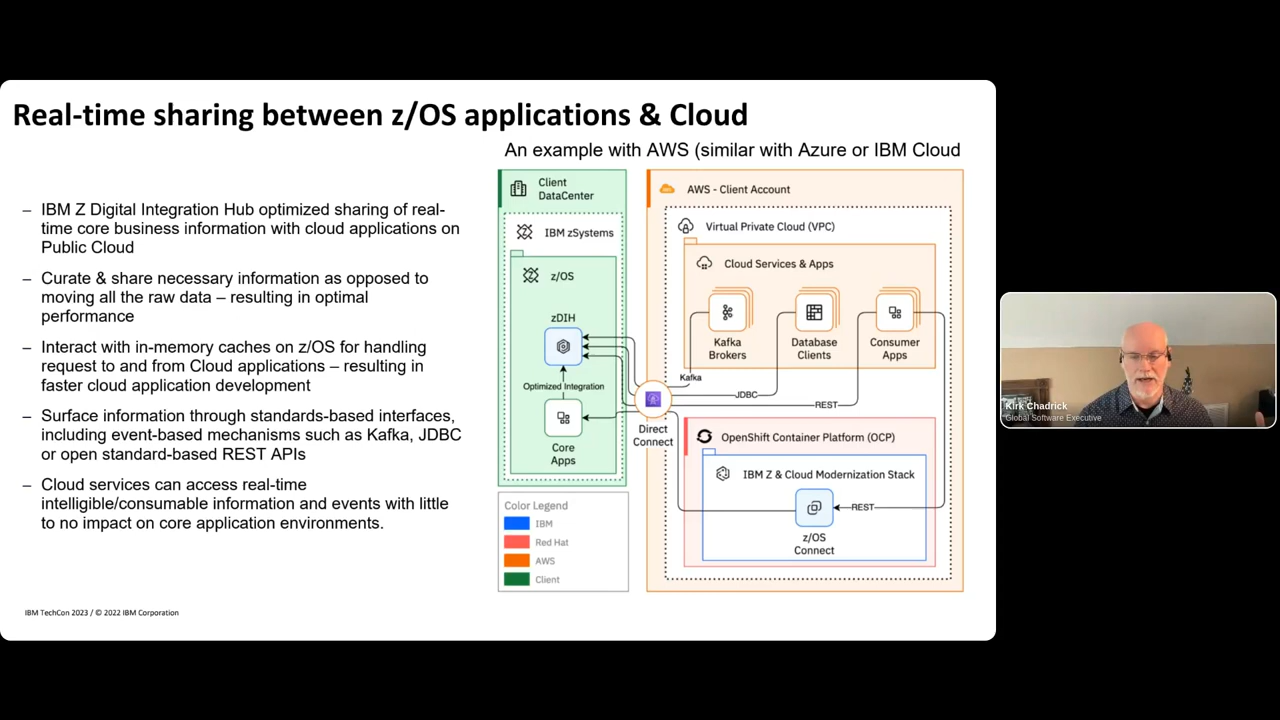 Real-time sharing between z/OS applications & Cloud
An example with AWS (similar with Azure or IBM Cloud
– IBM Z Digital Integration Hub optimized sharing of real-
time core business information with cloud applications on
Public Cloud
– Curate & share necessary information as opposed to
moving all the raw data – resulting in optimal
performance
– Interact with in-memory caches on z/OS for handling
request to and from Cloud applications – resulting in
faster cloud application development
– Surface information through standards-based interfaces,
including event-based mechanisms such as Kafka, JDBC
or open standard-based REST APIs
– Cloud services can access real-time
intelligible/consumable information and events with little
to no impact on core application environments.
Client
DataCenter
IBM zSystems
z/OS
zDIH
Optimized Integration
Core
Apps
Direct
Connect
AWS - Client Account
Virtual Private Cloud (VPC)
Cloud Services & Apps
Kafka
Brokers
Database
Clients
Consumer
Apps
Kafka
JDBC
REST
OpenShift Container Platform (OCP)
IBM Z & Cloud Modernization Stack
REST
z/OS
Connect
Color Legend
IBM
Red Hat
AWS
Client
IBM TechCon 2023 / © 2022 IBM Corporation
Kirk Chadrick
Global Software Executive